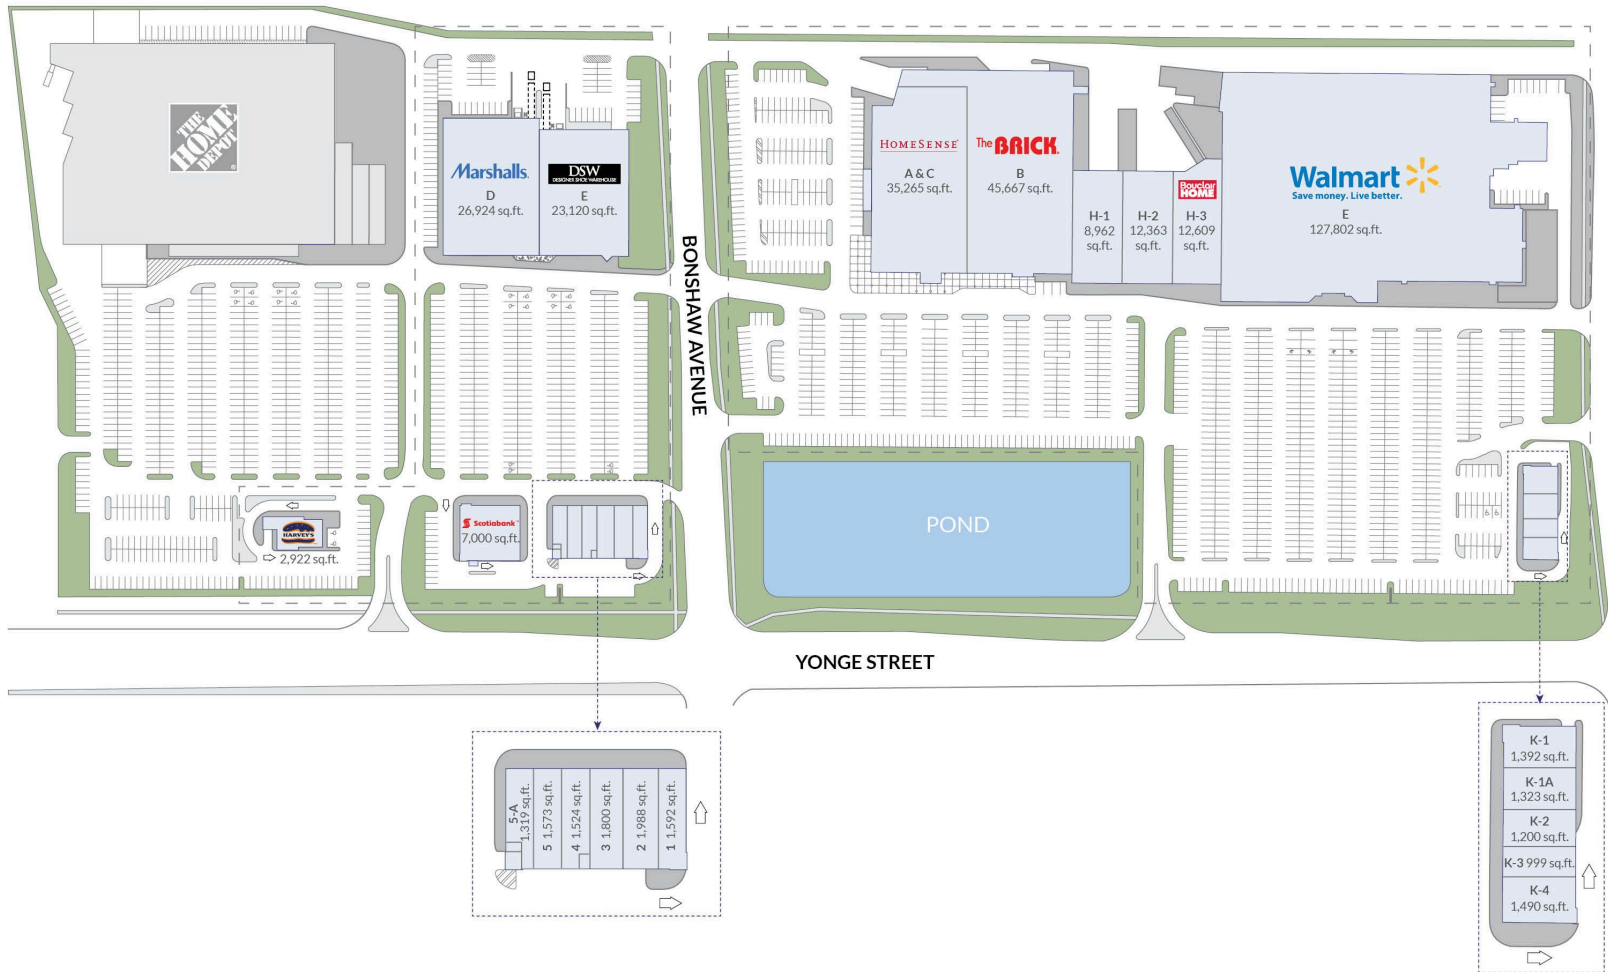 THE
HOME
DEPOT
Marshalls.
D
26,924 sq.ft.
DSW
DESIGNER SHOE WAREHOUSE
E
23,120 sq.ft.
HOMESENSE
A & C
35,265 sq.ft.
The BRICK.
B
45,667 sq.ft.
H-1
8,962
sq.ft.
H-2
12,363
sq.ft.
Bouclair
HOME
H-3
12,609
sq.ft.
Walmart
Save money. Live better.
E
127,802 sq.ft.
BONSHAW AVENUE
HARVEY'S
2,922 sq.ft.
Scotiabank
7,000 sq.ft.
POND
YONGE STREET
5-A
1,319 sq.ft.
5 1,573 sq.ft.
4 1,524 sq.ft.
3 1,800 sq.ft.
2 1,988 sq.ft.
1 1,592 sq.ft.
K-1
1,392 sq.ft.
K-1A
1,323 sq.ft.
K-2
1,200 sq.ft.
K-3 999 sq.ft.
K-4
1,490 sq.ft.